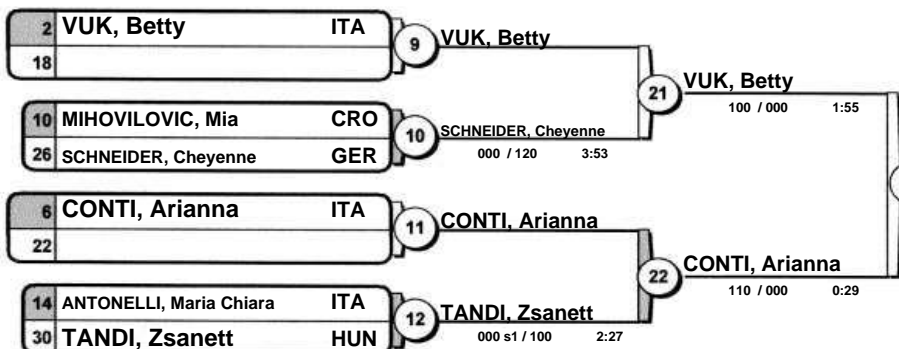 2 VUK, Betty ITA
18
9 VUK, Betty
10 MIHOVILOVIC, Mia CRO
26 SCHNEIDER, Cheyenne GER
10 SCHNEIDER, Cheyenne
000 / 120 3:53
21 VUK, Betty
100 / 000 1:55
6 CONTI, Arianna ITA
22
11 CONTI, Arianna
14 ANTONELLI, Maria Chiara ITA
30 TANDI, Zsanett HUN
12 TANDI, Zsanett
000 s1 / 100 2:27
22 CONTI, Arianna
110 / 000 0:29